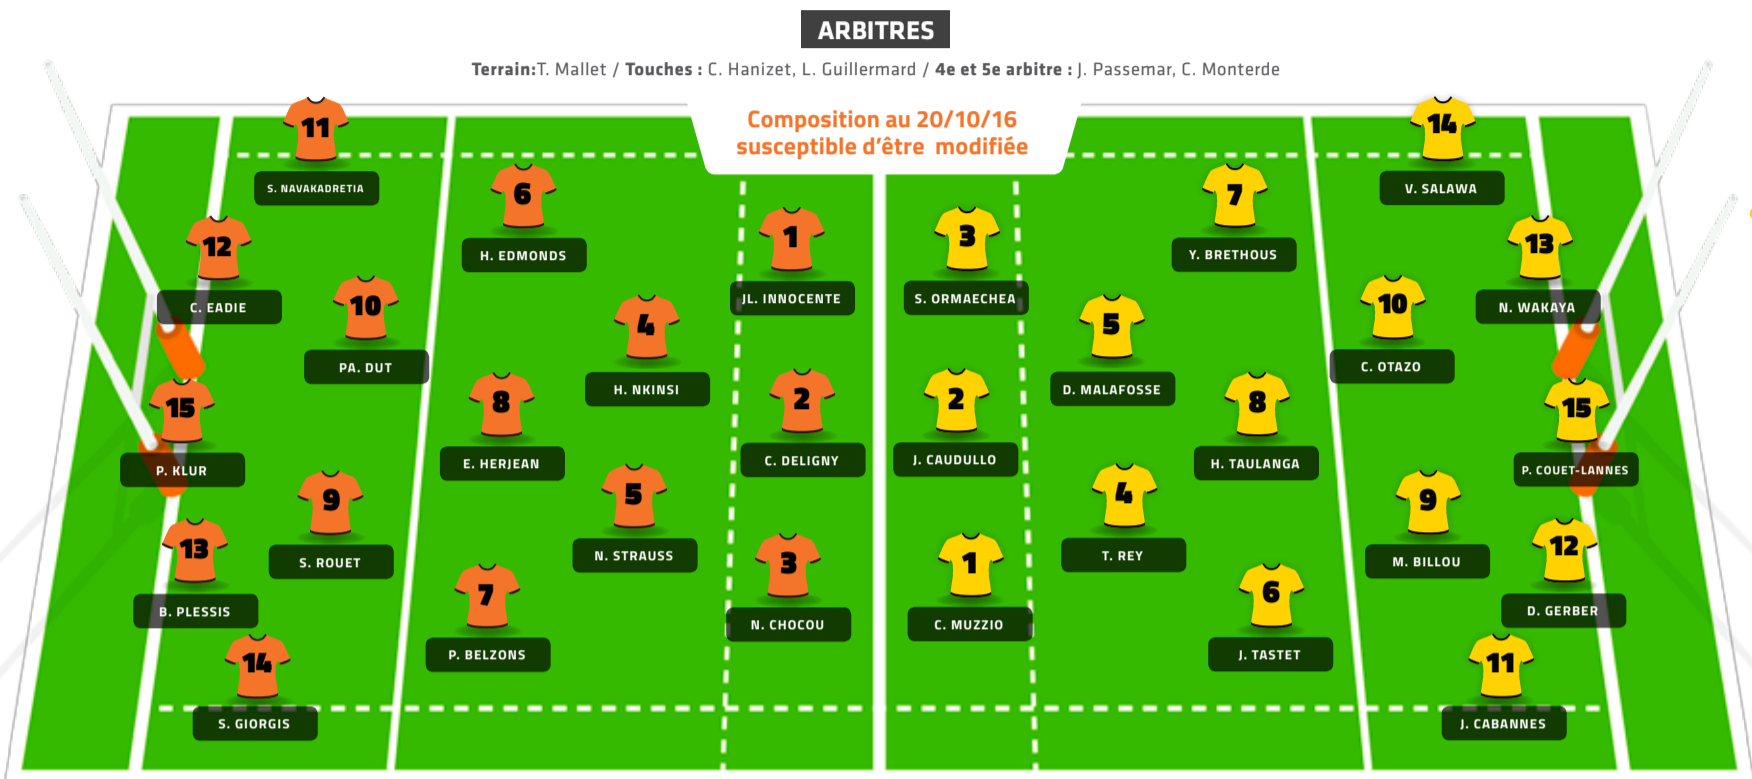 ARBITRES
Terrain:T. Mallet / Touches : C. Hanizet, L. Guillermard / 4e et 5e arbitre : J. Passemar, C. Monterde
Composition au 20/10/16
susceptible d'être modifiée
11
S. NAVAKADRETIA
6
H. EDMONDS
12
C. EADIE
1
JL. INNOCENTE
10
PA. DUT
4
H. NKINSI
15
P. KLUR
8
E. HERJEAN
2
C. DELIGNY
9
S. ROUET
5
N. STRAUSS
13
B. PLESSIS
3
N. CHOCOU
7
P. BELZONS
14
S. GIORGIS
14
V. SALAWA
7
Y. BRETHOUS
3
S. ORMAECHEA
13
N. WAKAYA
10
C. OTAZO
5
D. MALAFOSSE
2
J. CAUDULLO
8
H. TAULANGA
15
P. COUET-LANNES
4
T. REY
9
M. BILLOU
1
C. MUZZIO
12
D. GERBER
6
J. TASTET
11
J. CABANNES